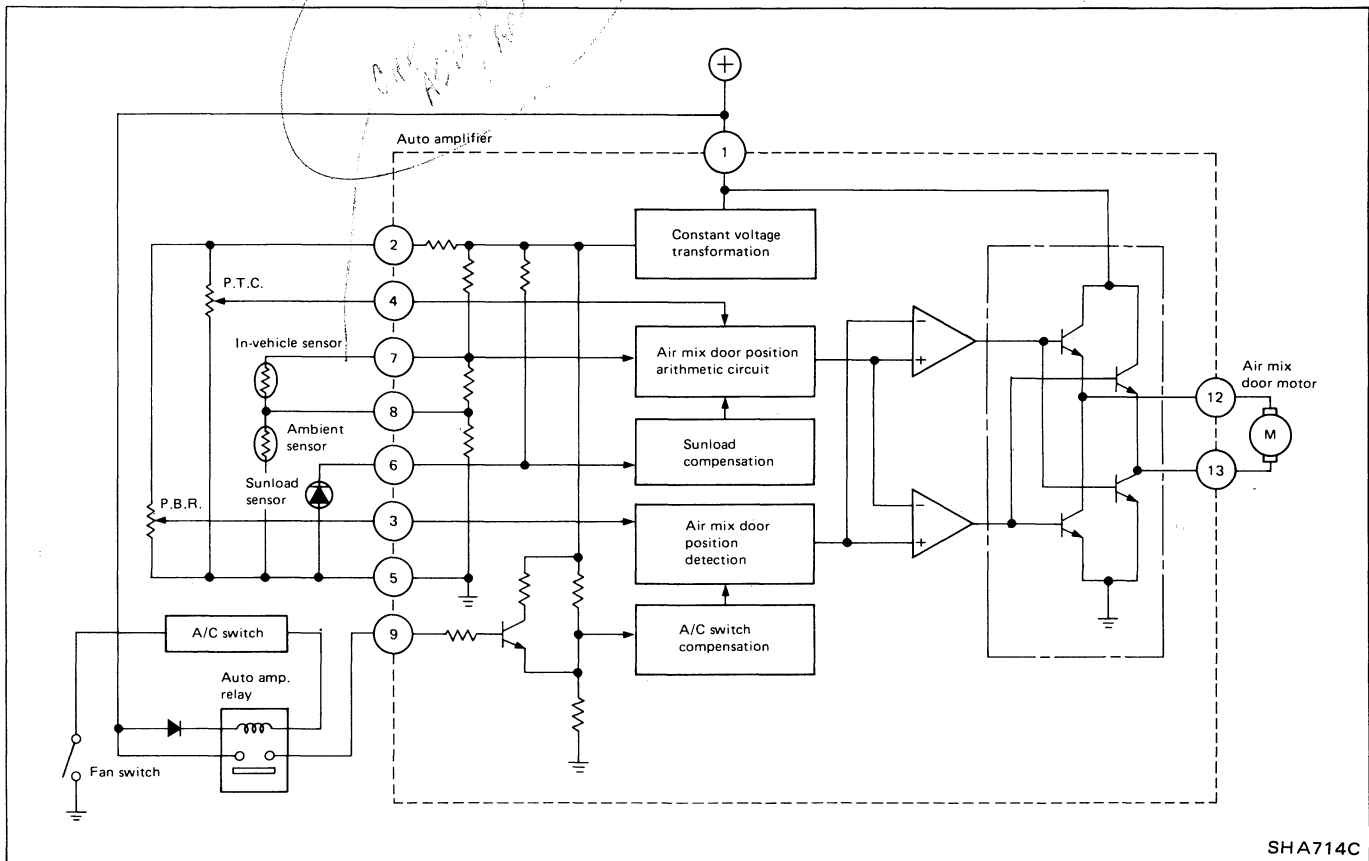 +
Auto amplifier
1
Constant voltage
transformation
2
P.T.C.
4
In-vehicle sensor
7
Air mix door position
arithmetic circuit
Air mix
door motor
12
M
13
8
Ambient
sensor
6
Sunload
compensation
Sunload
sensor
P.B.R.
3
Air mix door
position
detection
5
9
A/C switch
A/C switch
compensation
Auto amp.
relay
Fan switch
-
+
-
+
SHA714C